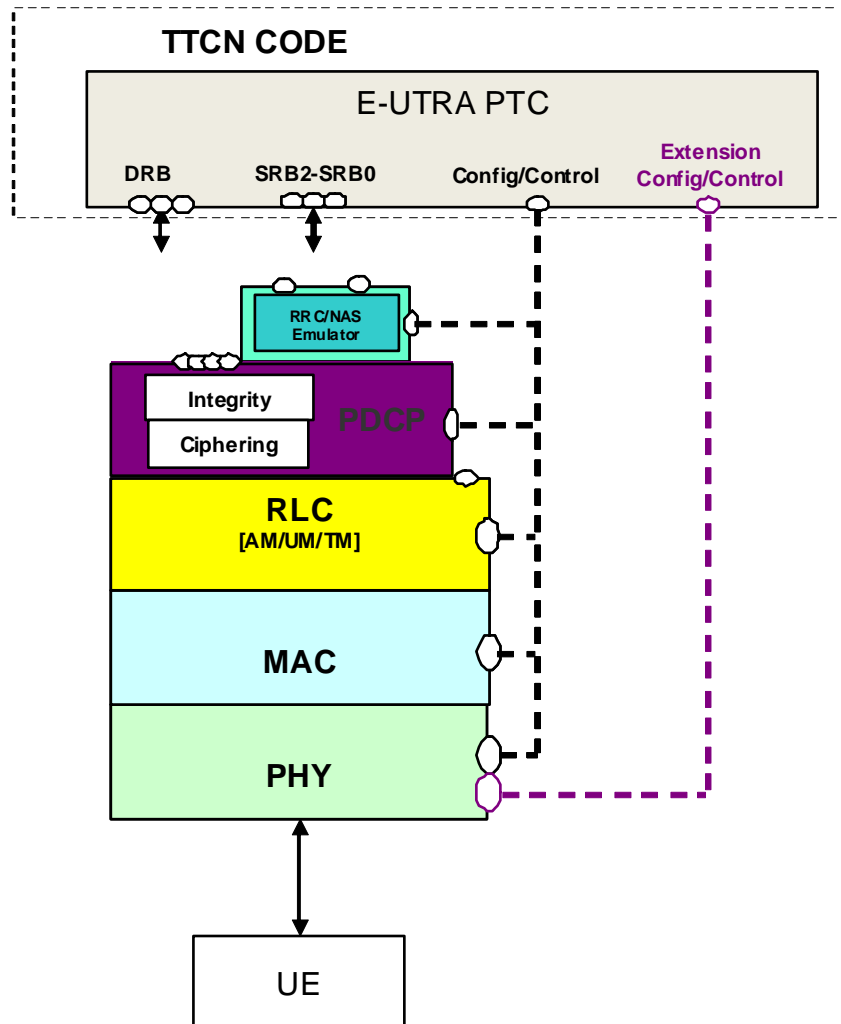 TTCN CODE
E-UTRA PTC
DRB
SRB2-SRB0
Config/Control
Extension
Config/Control
RRC/NAS
Emulator
Integrity
Ciphering
PDCP
RLC
[AM/UM/TM]
MAC
PHY
UE